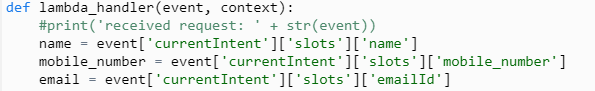 def lambda_handler(event, context):
    #print('received request: ' + str(event))
    name = event['currentIntent']['slots']['name']
    mobile_number = event['currentIntent']['slots']['mobile_number']
    email = event['currentIntent']['slots']['emailId']